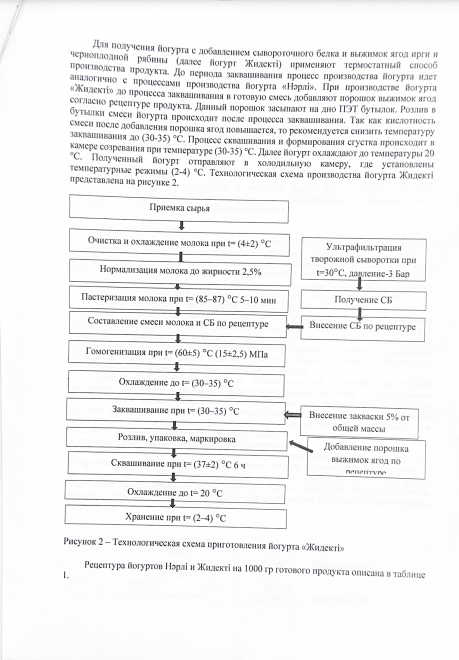 Для получения йогурта с добавлением сывороточного белка и выжимок ягод ирги и
черноплодной рябины (далее йогурт Жидекті) применяют термостатный способ
производства продукта. До периода заквашивания процесс производства йогурта идет
аналогично с процессами производства йогурта «Нәрлі». При производстве йогурта
«Жидекті» до процесса заквашивания в готовую смесь добавляют порошок выжимок ягод
согласно рецептуре продукта. Данный порошок засыпают на дно ПЭТ бутылок. Розлив в
бутылки смеси йогурта происходит после процесса заквашивания. Так как кислотность
смеси после добавления порошка ягод повышается, то рекомендуется снизить температуру
заквашивания до (30-35) °С. Процесс сквашивания и формирования сгустка происходит в
камере созревания при температуре (30-35) °С. Далее йогурт охлаждают до температуры 20
°С. Полученный йогурт отправляют в холодильную камеру, где установлены
температурные режимы (2-4) °С. Технологическая схема производства йогурта Жидекті
представлена на рисунке 2.
Приемка сырья
Очистка и охлаждение молока при t= (4±2) °С
Нормализация молока до жирности 2,5%
Пастеризация молока при t= (85–87) °С 5–10 мин
Составление смеси молока и СБ по рецептуре
Гомогенизация при t= (60±5) °С (15±2,5) МПа
Охлаждение до t= (30–35) °С
Заквашивание при t= (30–35) °С
Розлив, упаковка, маркировка
Сквашивание при t= (37±2) °С 6 ч
Охлаждение до t= 20 °С
Хранение при t= (2–4) °С
Ультрафильтрация
творожной сыворотки при
t=30°С, давление-3 Бар
Получение СБ
Внесение СБ по рецептуре
Внесение закваски 5% от
общей массы
Добавление порошка
выжимок ягод по
рецептуре
Рисунок 2 – Технологическая схема приготовления йогурта «Жидекті»
Рецептура йогуртов Нәрлі и Жидекті на 1000 гр готового продукта описана в таблице
1.